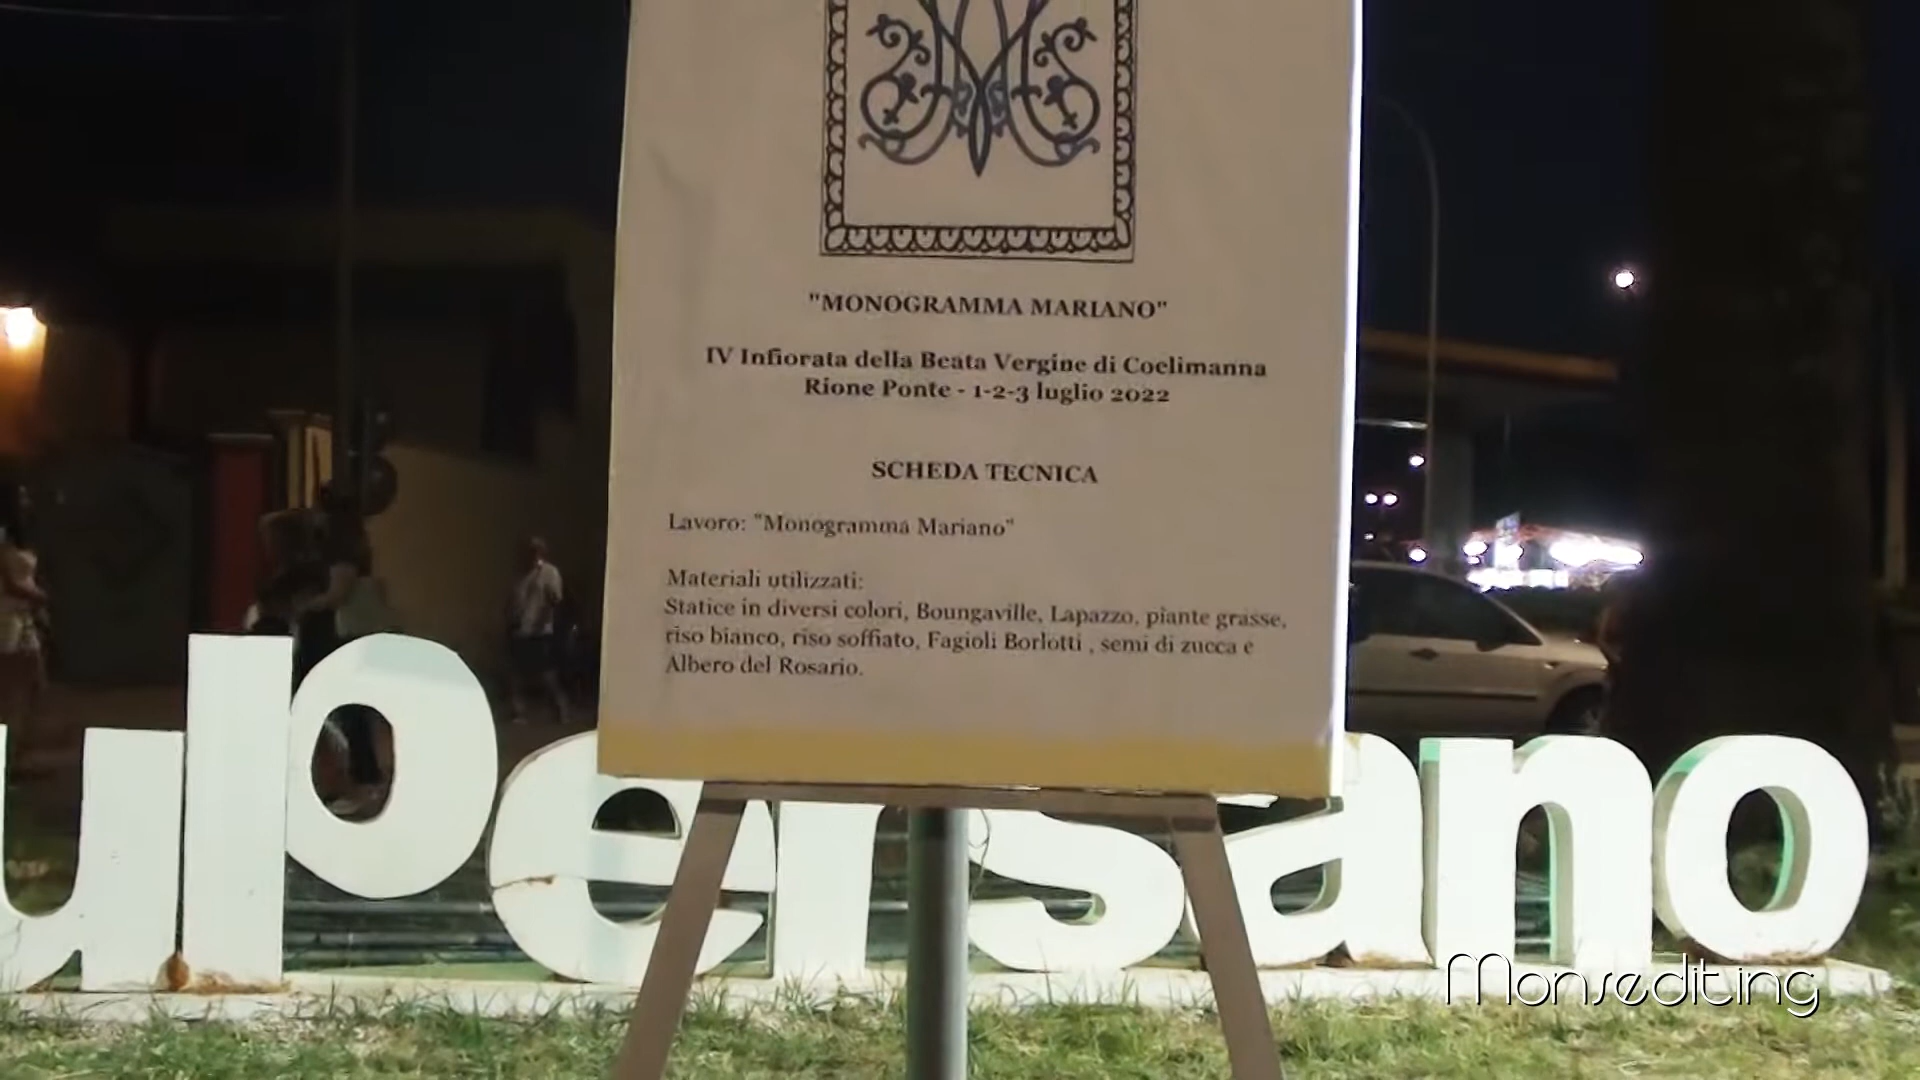 "MONOGRAMMA MARIANO"
IV Infiorata della Beata Vergine di Coelimanna
Rione Ponte - 1-2-3 luglio 2022
SCHEDA TECNICA
Lavoro: "Monogramma Mariano"
Materiali utilizzati:
Statice in diversi colori, Boungaville, Lapazzo, piante grasse,
riso bianco, riso soffiato, Fagioli Borlotti , semi di zucca e
Albero del Rosario.
ulpersano
Monsediting